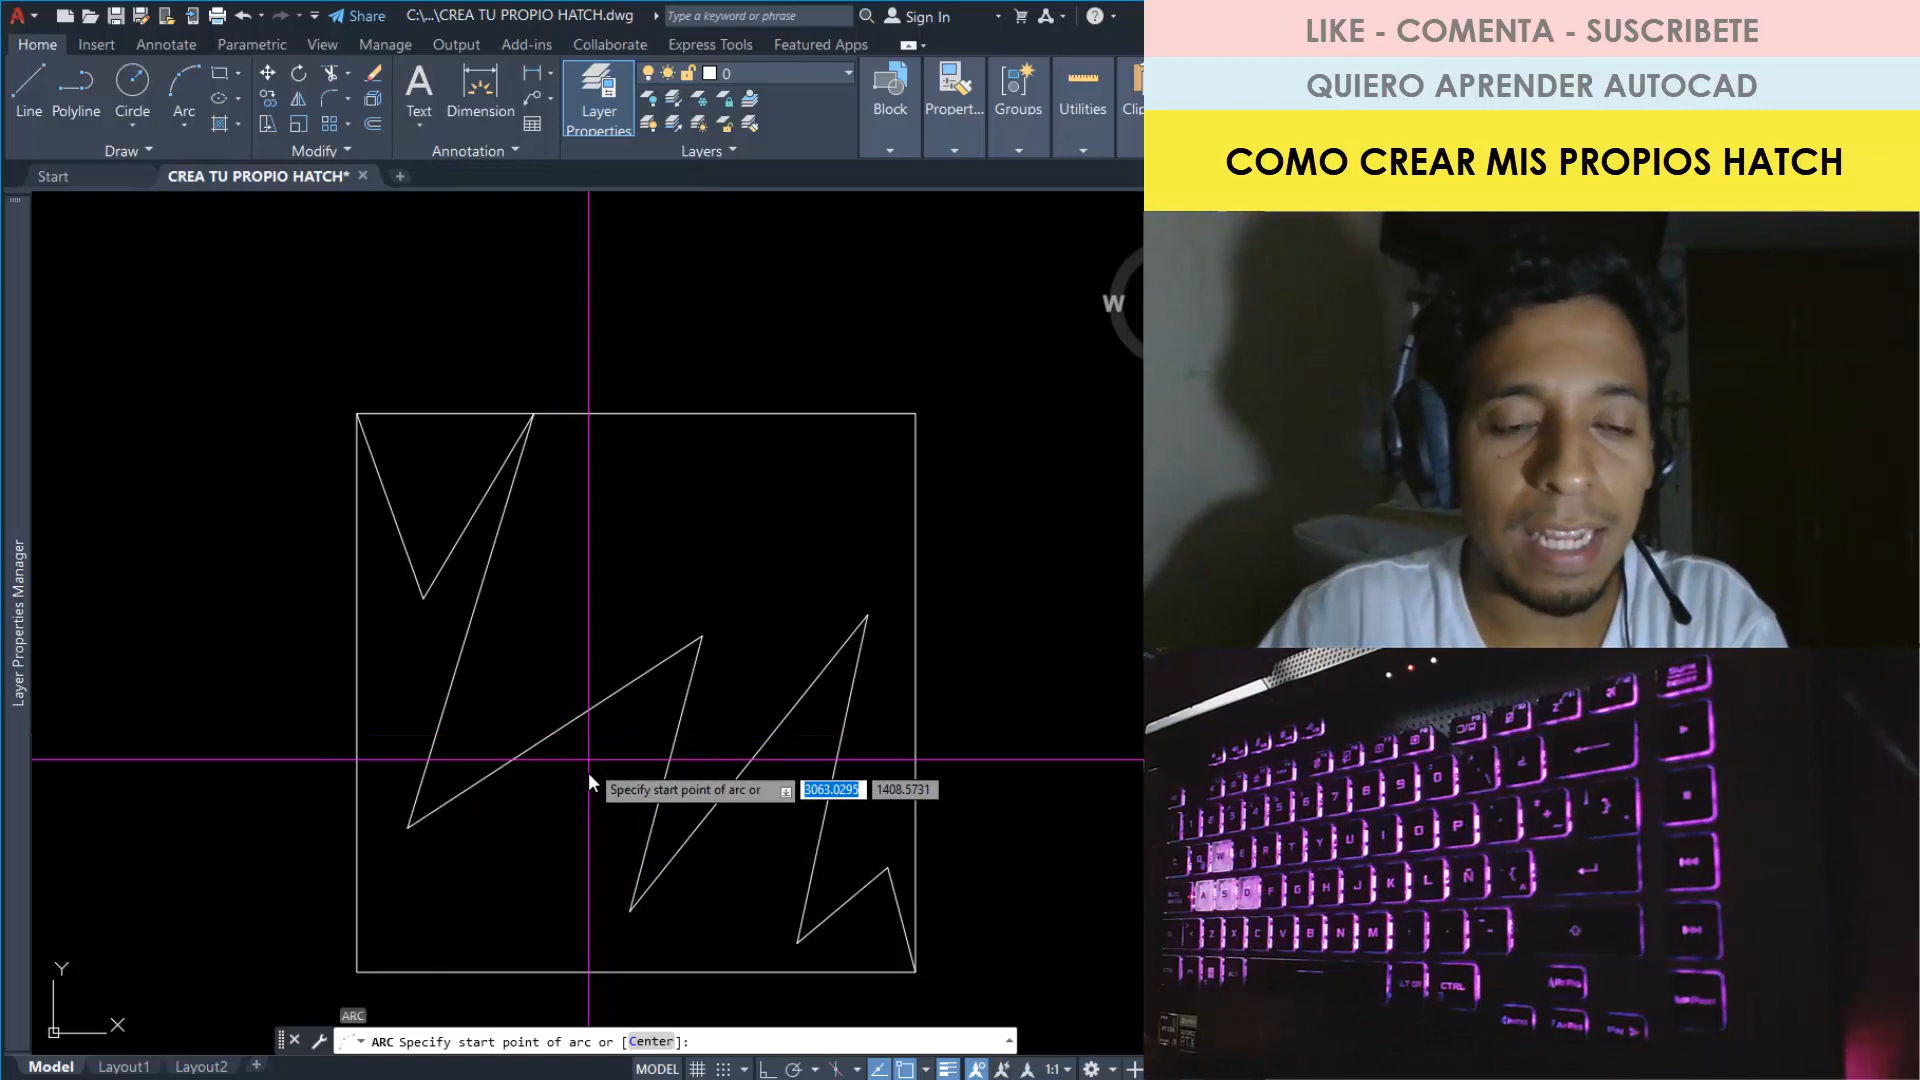 Share
C:\...\CREA TU PROPIO HATCH.dwg
Type a keyword or phrase
Sign In
Home
Insert
Annotate
Parametric
View
Manage
Output
Add-ins
Collaborate
Express Tools
Featured Apps
0
Line
Polyline
Circle
Arc
Text
Dimension
Layer
Properties
Block
Propert...
Groups
Utilities
Draw
Modify
Annotation
Layers
Start
CREA TU PROPIO HATCH*
Layer Properties Manager
W
Specify start point of arc or
3063.0295
1408.5731
Y
X
ARC
ARC Specify start point of arc or [Center]:
Model
Layout1
Layout2
MODEL
1:1
LIKE - COMENTA - SUSCRIBETE
QUIERO APRENDER AUTOCAD
COMO CREAR MIS PROPIOS HATCH